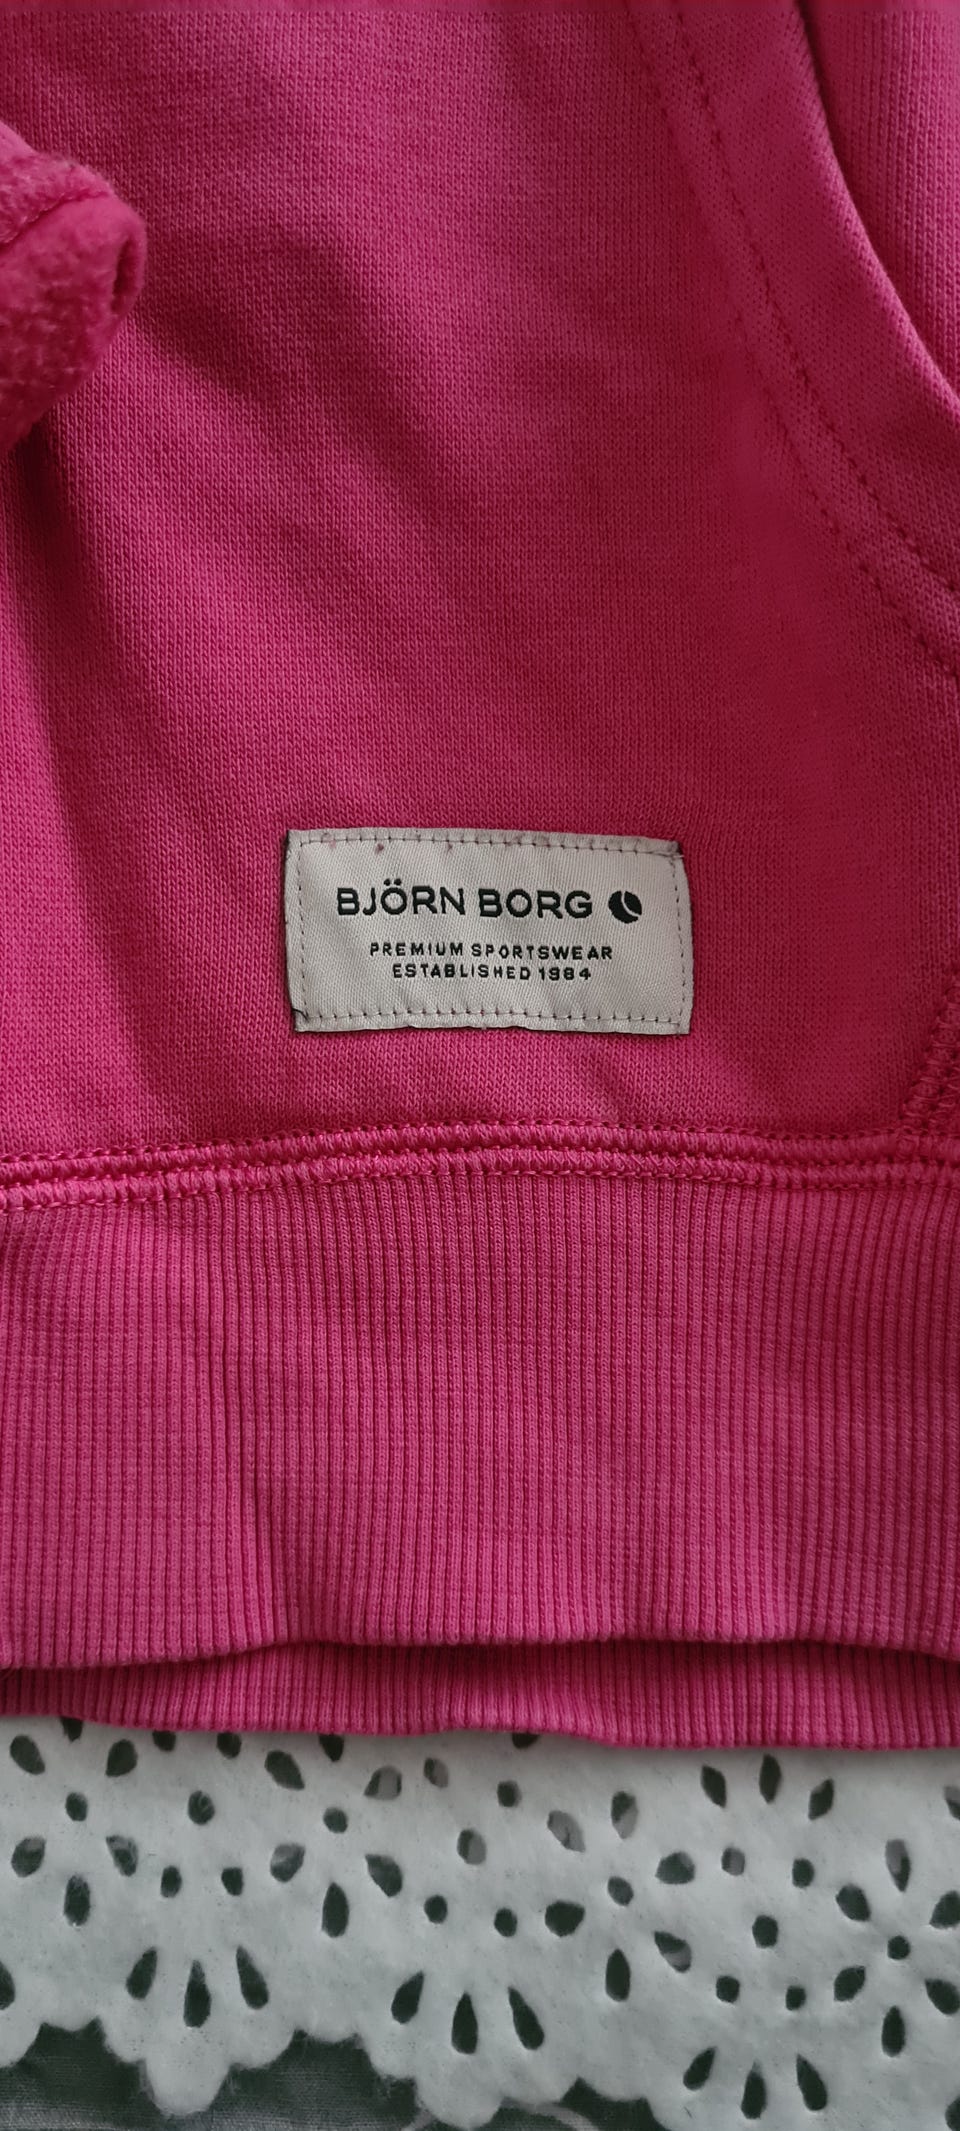 BJÖRN BORG
PREMIUM SPORTSWEAR
ESTABLISHED 1984